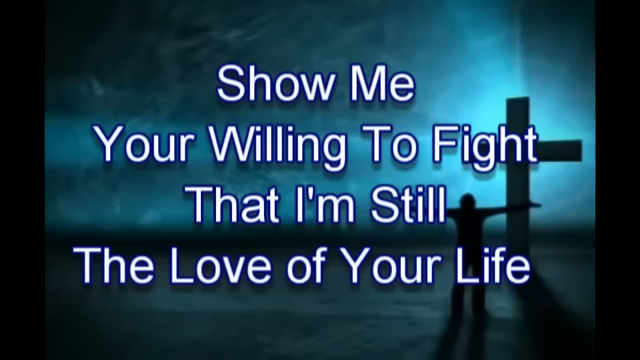 Show Me
Your Willing To Fight
That I'm Still
The Love of Your Life